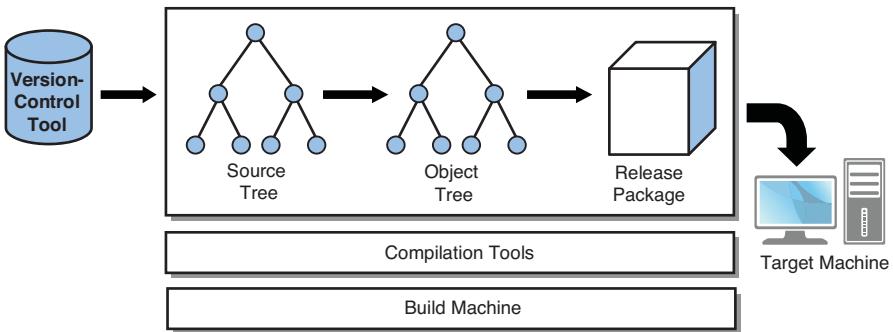 Version-
Control
Tool
Source
Tree
Object
Tree
Release
Package
Compilation Tools
Target Machine
Build Machine